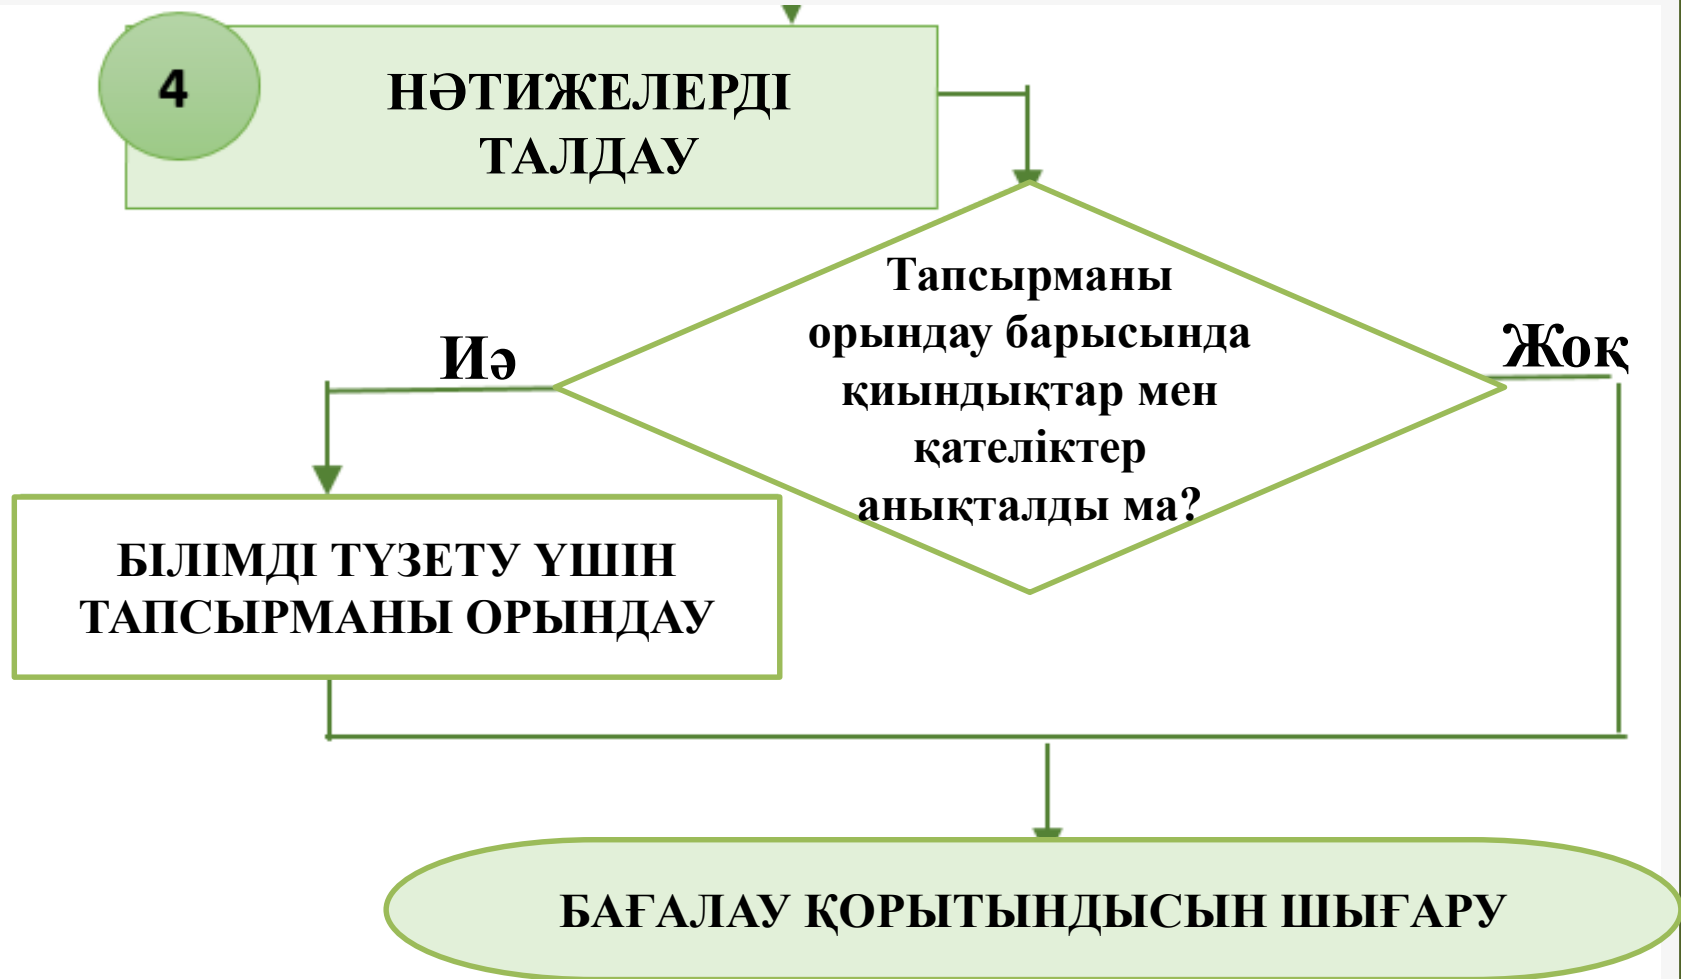 4
НӘТИЖЕЛЕРДІ
ТАЛДАУ
Тапсырманы
орындау барысында
қиындықтар мен
қателіктер
анықталды ма?
Иә
Жоқ
БІЛІМДІ ТҮЗЕТУ ҮШІН
ТАПСЫРМАНЫ ОРЫНДАУ
БАҒАЛАУ ҚОРЫТЫНДЫСЫН ШЫҒАРУ